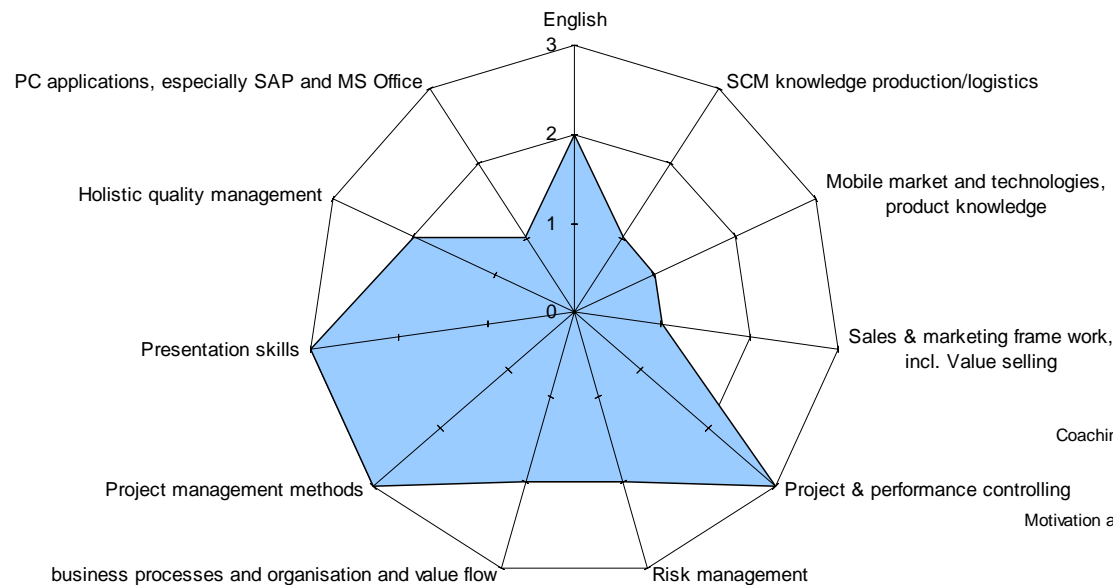 English
3
PC applications, especially SAP and MS Office
SCM knowledge production/logistics
2
Holistic quality management
Mobile market and technologies,
product knowledge
1
0
Presentation skills
Sales & marketing frame work,
incl. Value selling
Coachin
Project management methods
Project & performance controlling
Motivation a
business processes and organisation and value flow
Risk management